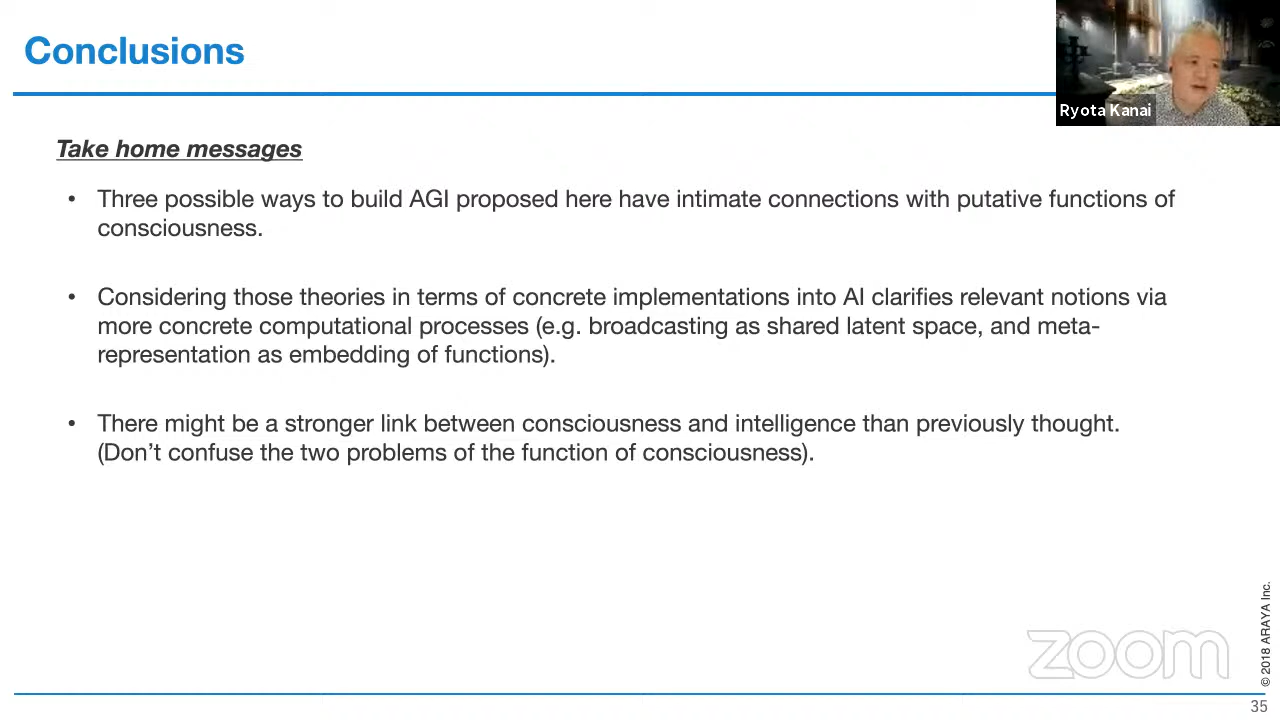 Conclusions
Ryota Kanai
Take home messages
• Three possible ways to build AGI proposed here have intimate connections with putative functions of
consciousness.
• Considering those theories in terms of concrete implementations into AI clarifies relevant notions via
more concrete computational processes (e.g. broadcasting as shared latent space, and meta-
representation as embedding of functions).
• There might be a stronger link between consciousness and intelligence than previously thought.
(Don’t confuse the two problems of the function of consciousness).
zoom
© 2018 ARAYA Inc.
35